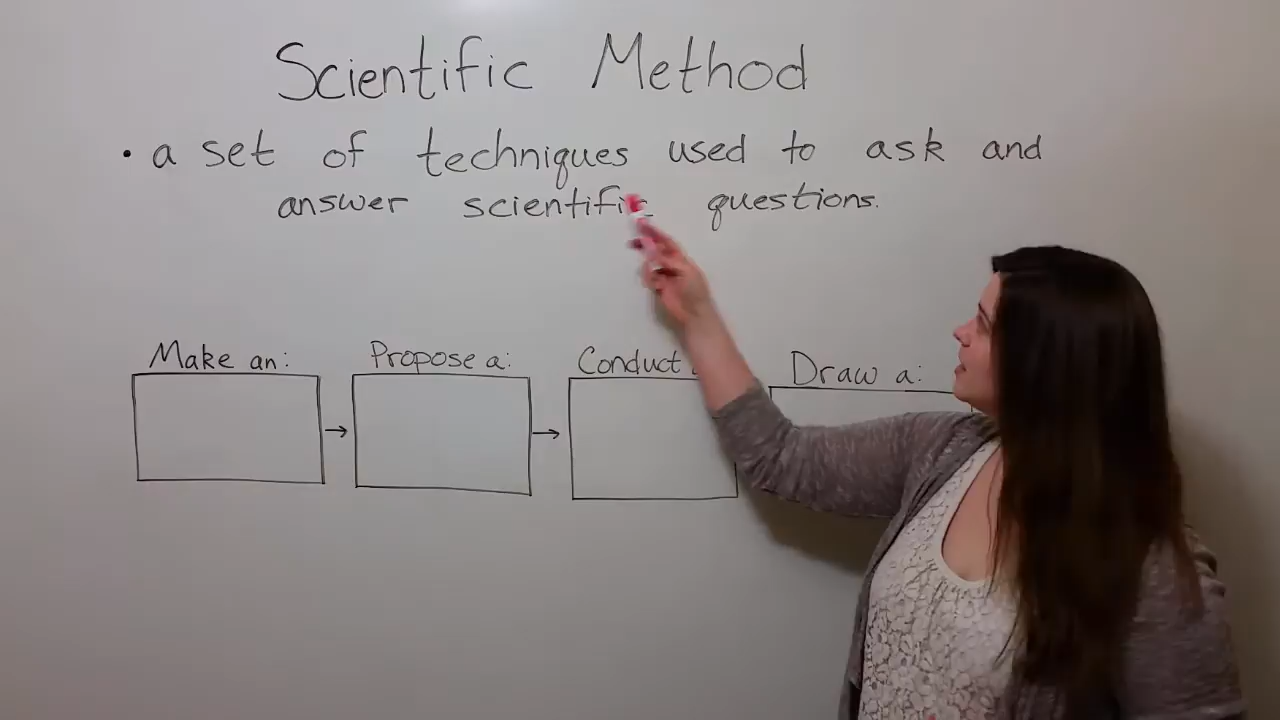 Scientific Method
• a set of techniques used to ask and
answer scientific questions.
Make an:
Propose a:
Conduct
Draw a: